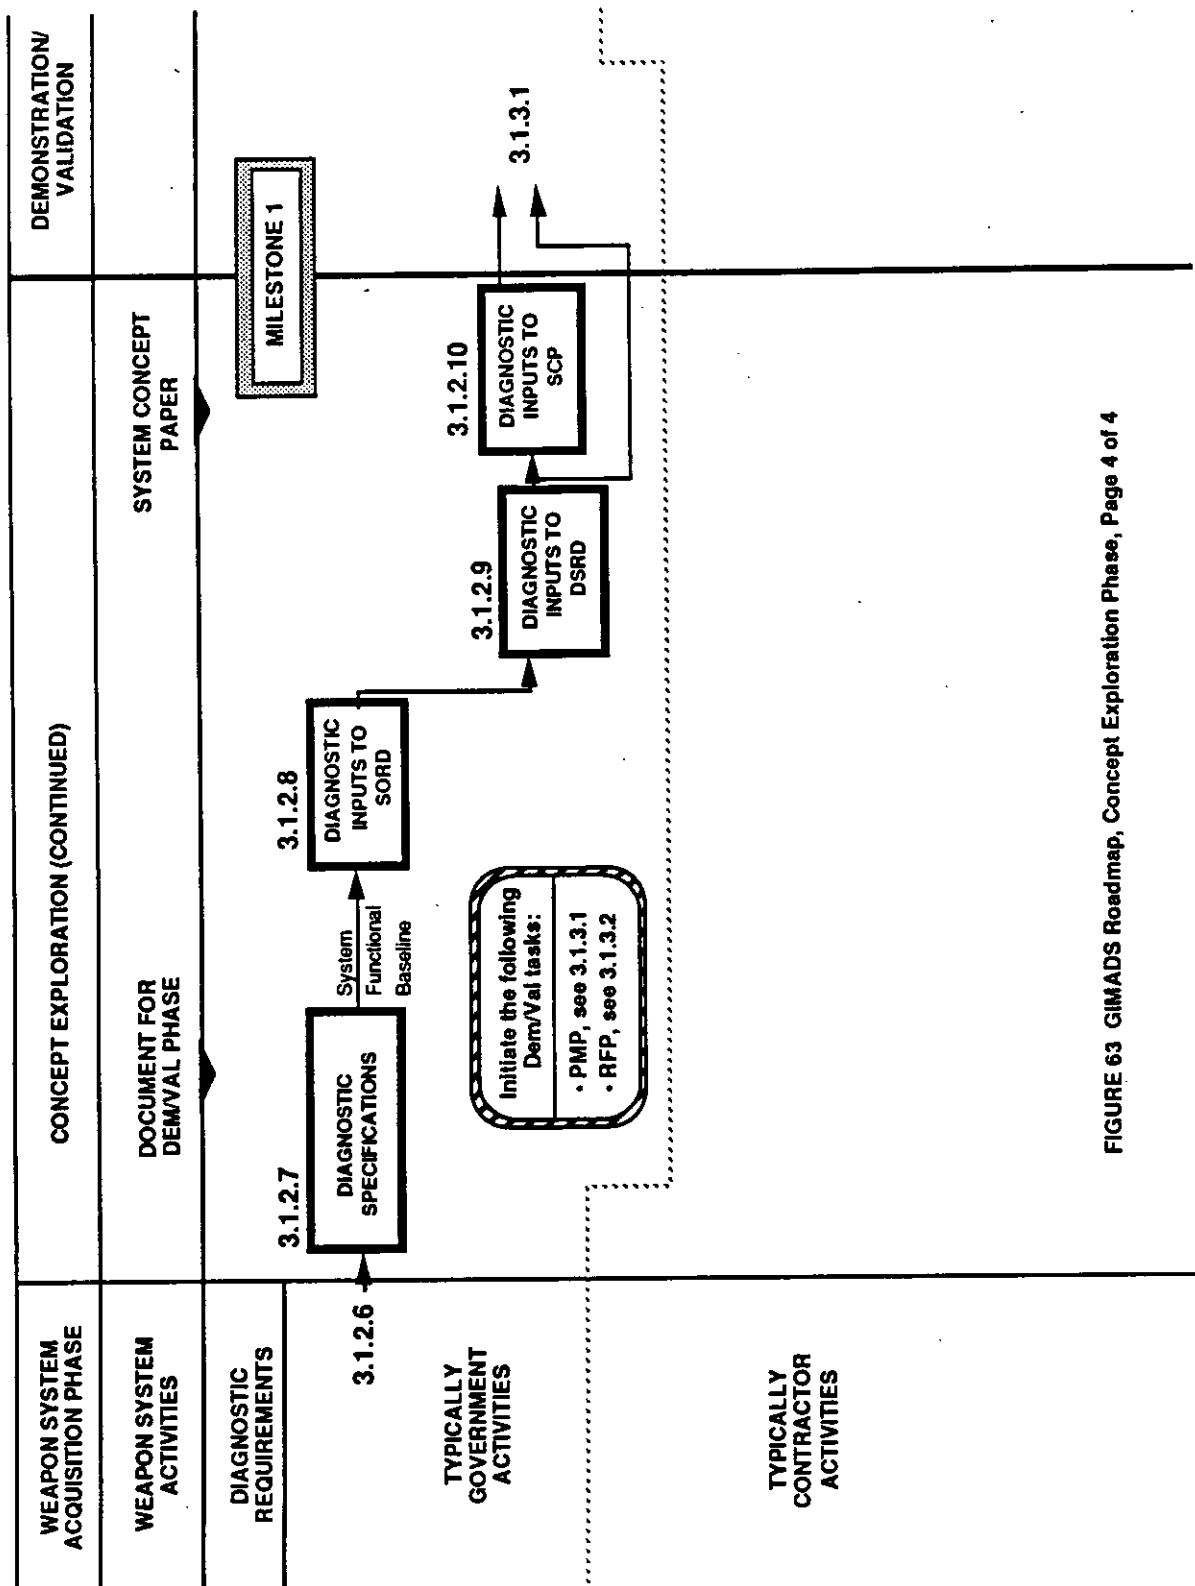 WEAPON SYSTEM
ACQUISITION PHASE
CONCEPT EXPLORATION (CONTINUED)
DEMONSTRATION/
VALIDATION
WEAPON SYSTEM
ACTIVITIES
DOCUMENT FOR
DEM/VAL PHASE
SYSTEM CONCEPT
PAPER
DIAGNOSTIC
REQUIREMENTS
MILESTONE 1
3.1.2.6
3.1.2.7
DIAGNOSTIC
SPECIFICATIONS
System
Functional
Baseline
3.1.2.8
DIAGNOSTIC
INPUTS TO
SORD
3.1.2.9
DIAGNOSTIC
INPUTS TO
DSRD
3.1.2.10
DIAGNOSTIC
INPUTS TO
SCP
3.1.3.1
TYPICALLY
GOVERNMENT
ACTIVITIES
Initiate the following
Dem/Val tasks:
• PMP, see 3.1.3.1
• RFP, see 3.1.3.2
TYPICALLY
CONTRACTOR
ACTIVITIES
FIGURE 63 GIMADS Roadmap, Concept Exploration Phase, Page 4 of 4